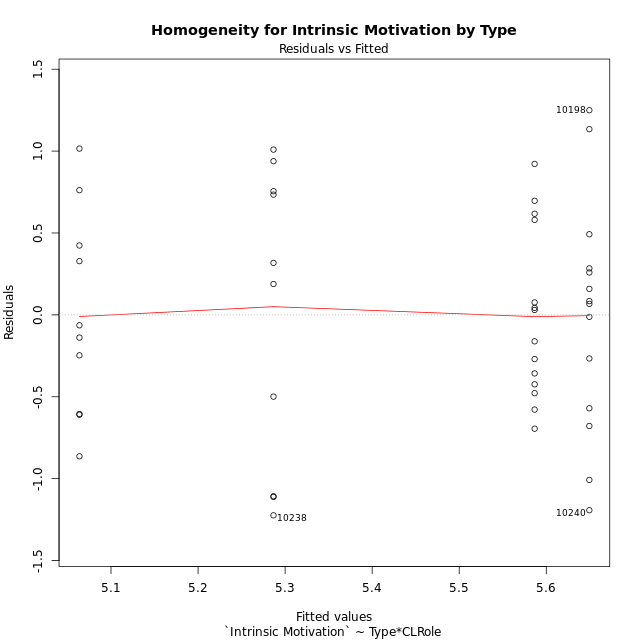 Homogeneity for Intrinsic Motivation by Type
Residuals vs Fitted
1.5
1.0
0.5
0.0
-0.5
-1.0
-1.5
Residuals
10198
10238
10240
5.1 5.2 5.3 5.4 5.5 5.6
Fitted values
`Intrinsic Motivation` ~ Type*CLRole